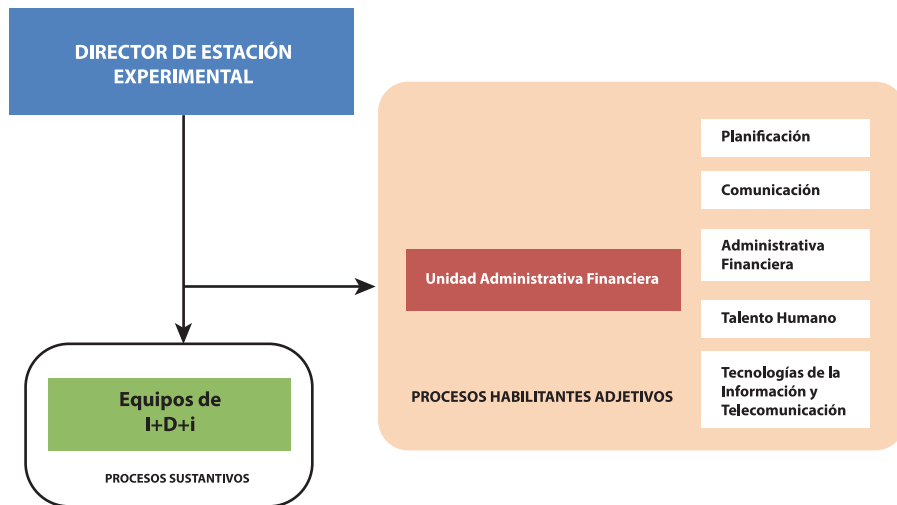 DIRECTOR DE ESTACIÓN
EXPERIMENTAL
Planificación
Comunicación
Administrativa
Financiera
Unidad Administrativa Financiera
Talento Humano
Tecnologías de la
Información y
Telecomunicación
PROCESOS HABILITANTES ADJETIVOS
Equipos de
I+D+i
PROCESOS SUSTANTIVOS